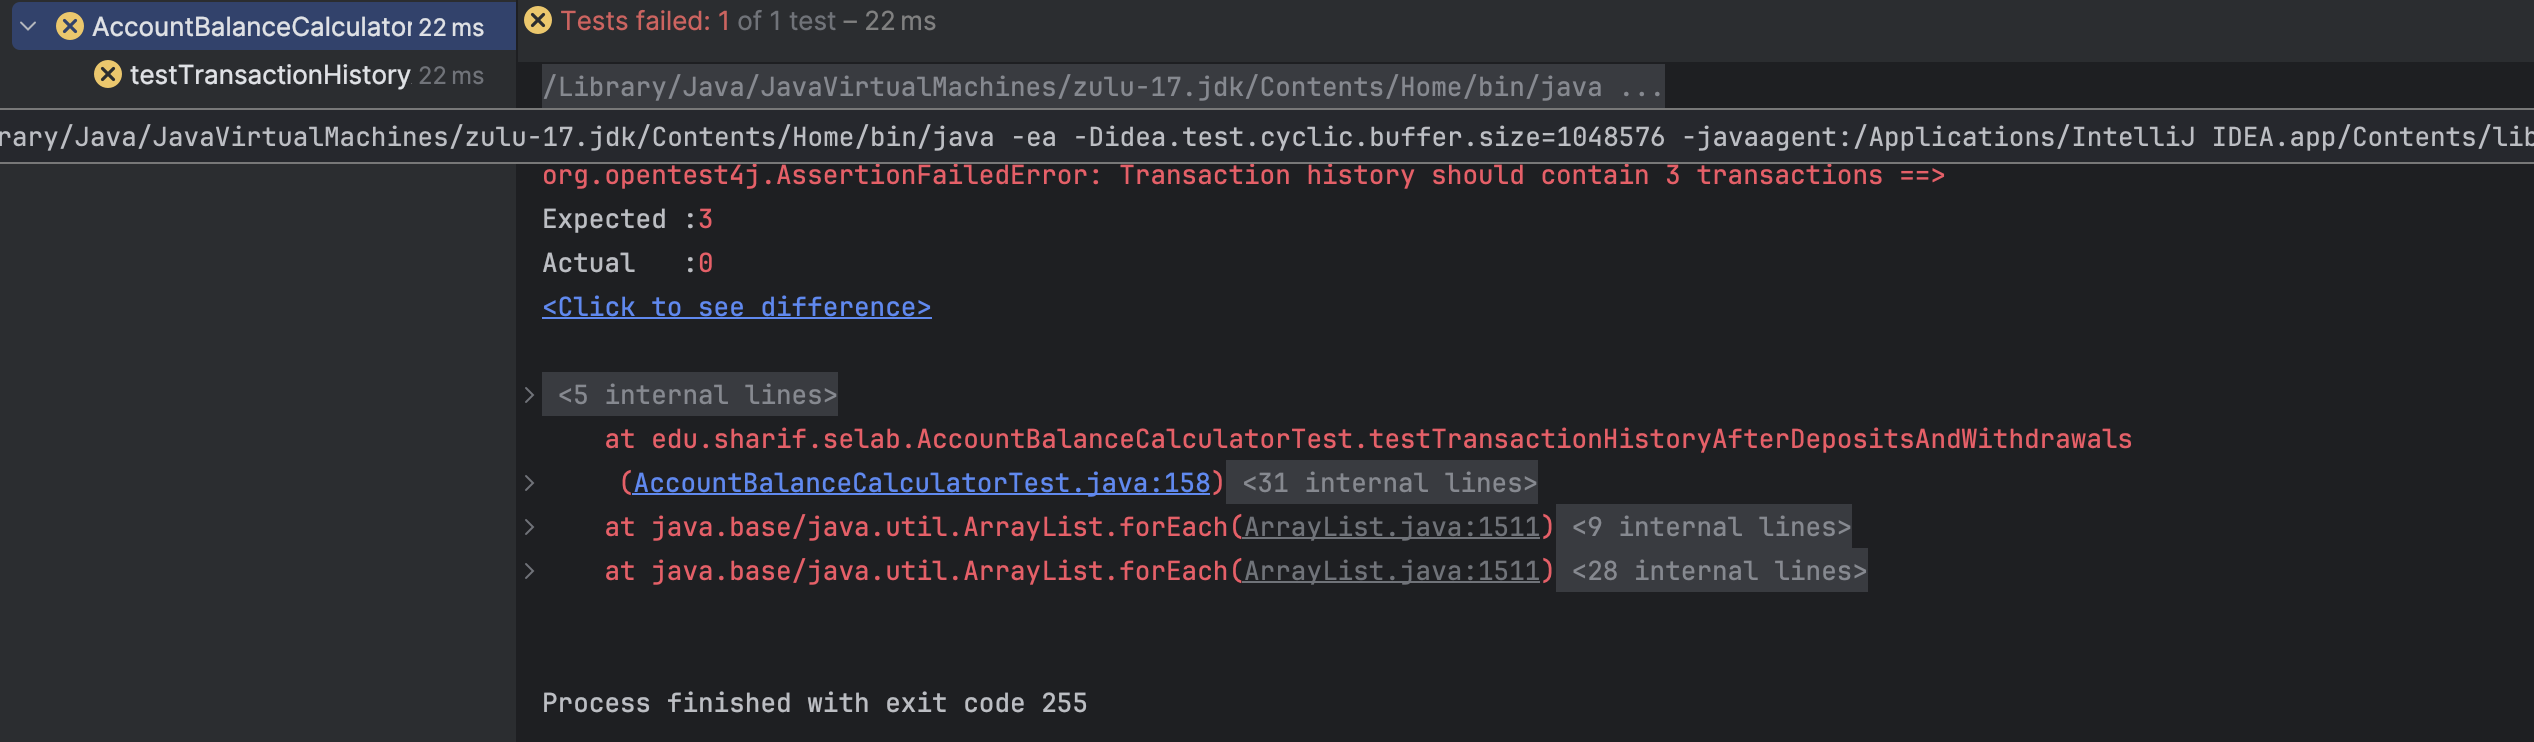 AccountBalanceCalculator 22 ms
testTransactionHistory 22 ms
Tests failed: 1 of 1 test – 22 ms
/Library/Java/JavaVirtualMachines/zulu-17.jdk/Contents/Home/bin/java ...
rary/Java/JavaVirtualMachines/zulu-17.jdk/Contents/Home/bin/java -ea -Didea.test.cyclic.buffer.size=1048576 -javaagent:/Applications/IntelliJ IDEA.app/Contents/lib
org.opentest4j.AssertionFailedError: Transaction history should contain 3 transactions ==>
Expected :3
Actual   :0
<Click to see difference>
<5 internal lines>
at edu.sharif.selab.AccountBalanceCalculatorTest.testTransactionHistoryAfterDepositsAndWithdrawals
(AccountBalanceCalculatorTest.java:158) <31 internal lines>
at java.base/java.util.ArrayList.forEach(ArrayList.java:1511) <9 internal lines>
at java.base/java.util.ArrayList.forEach(ArrayList.java:1511) <28 internal lines>
Process finished with exit code 255